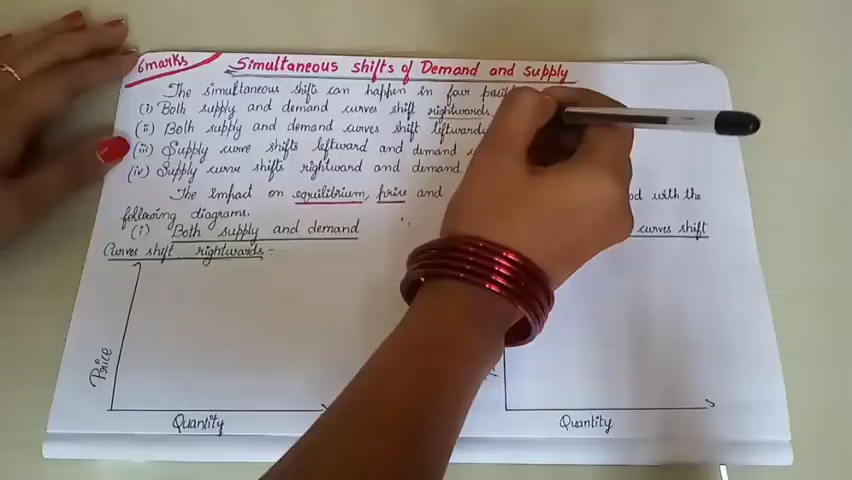 6 marks
Simultaneous shifts of Demand and supply
The simultaneous shift can happen in four
(i) Both supply and demand curves shift rightwards,
(ii) Both supply and demand curves shift leftwards
(iii) Supply curve shifts leftward and demand
(iv) Supply curve shifts rightward and demand
The impact on equilibrium, price and
with the
following diagrams.
(i) Both supply and demand
curves shift
Curves shift rightwards :-
Price
Quantity
Quantity